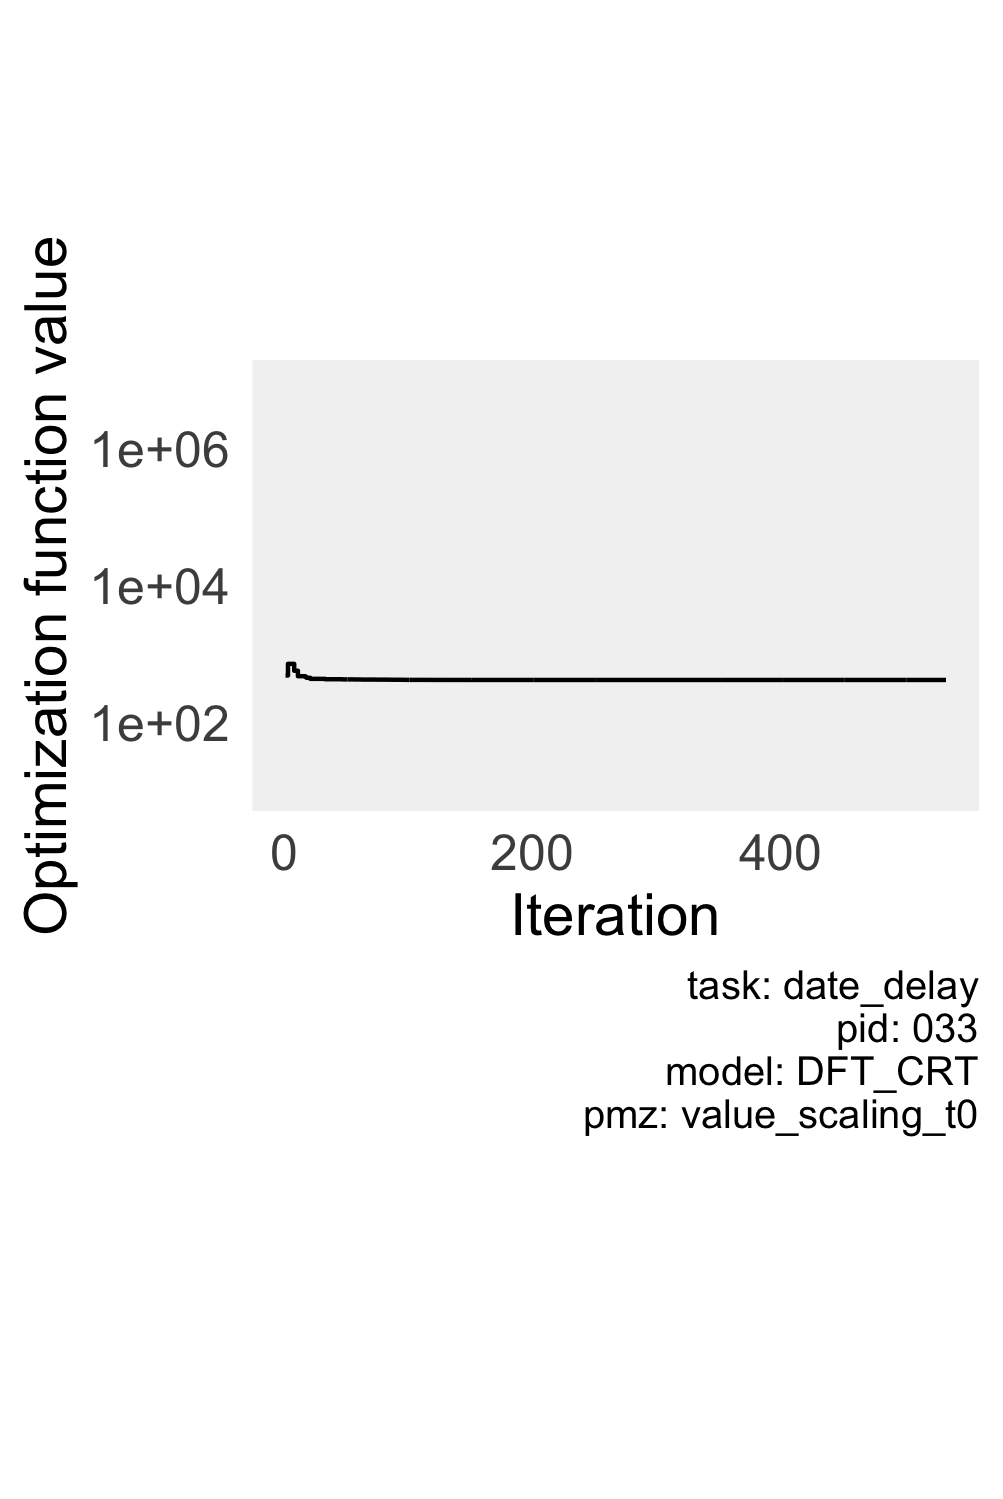 Optimization function value
1e+06
1e+04
1e+02
0 200 400
Iteration
task: date_delay
pid: 033
model: DFT_CRT
pmz: value_scaling_t0